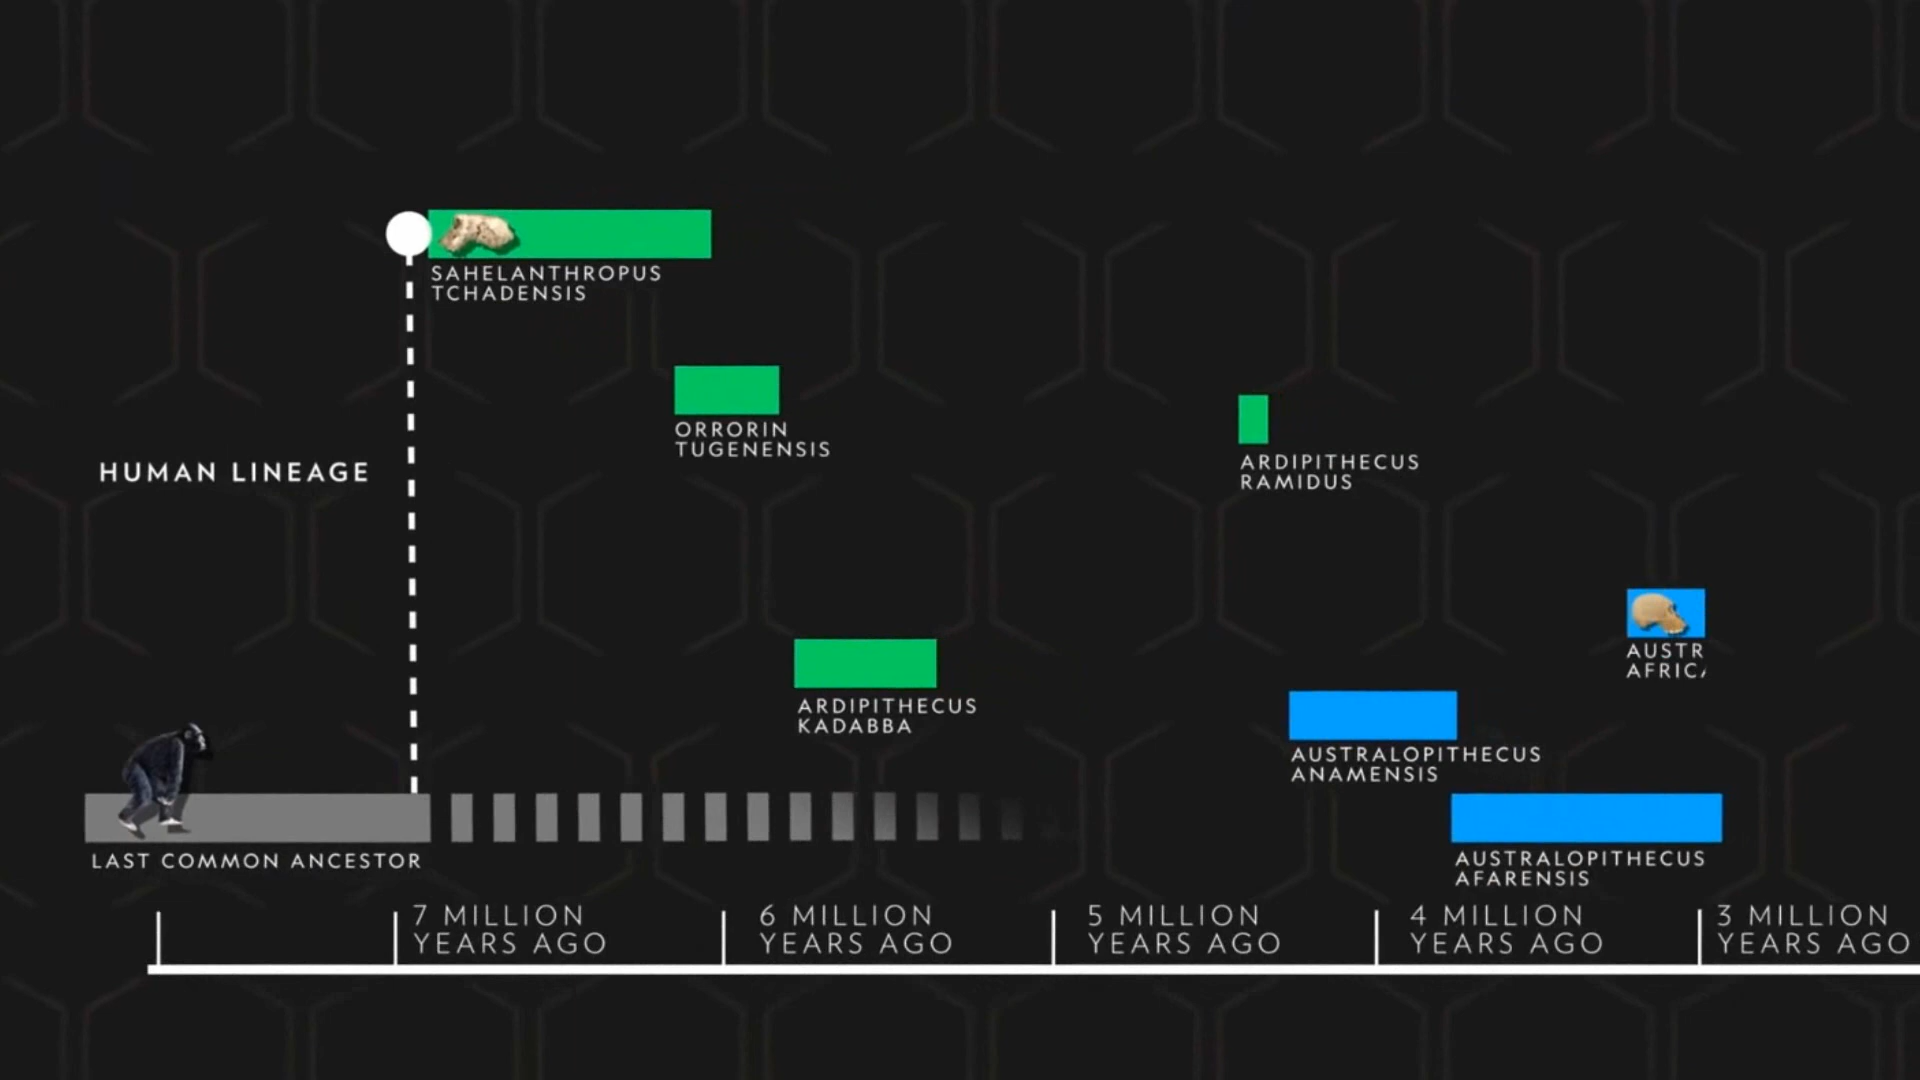 SAHELANTHROPUS
TCHADENSIS
ORRORIN
TUGENENSIS
HUMAN LINEAGE
ARDIPITHECUS
RAMIDUS
AUSTR
AFRIC
ARDIPITHECUS
KADABBA
AUSTRALOPITHECUS
ANAMENSIS
LAST COMMON ANCESTOR
AUSTRALOPITHECUS
AFARENSIS
7 MILLION
YEARS AGO
6 MILLION
YEARS AGO
5 MILLION
YEARS AGO
4 MILLION
YEARS AGO
3 MILLION
YEARS AGO